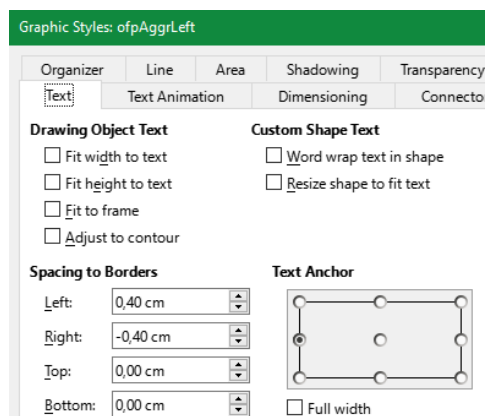 Graphic Styles: ofpAggrLeft
Organizer Line Area Shadowing Transparency
Text Text Animation Dimensioning Connecto
Drawing Object Text Custom Shape Text
Fit width to text Word wrap text in shape
Fit height to text Resize shape to fit text
Fit to frame
Adjust to contour
Spacing to Borders Text Anchor
Left: 0,40 cm
Right: -0,40 cm
Top: 0,00 cm
Bottom: 0,00 cm Full width